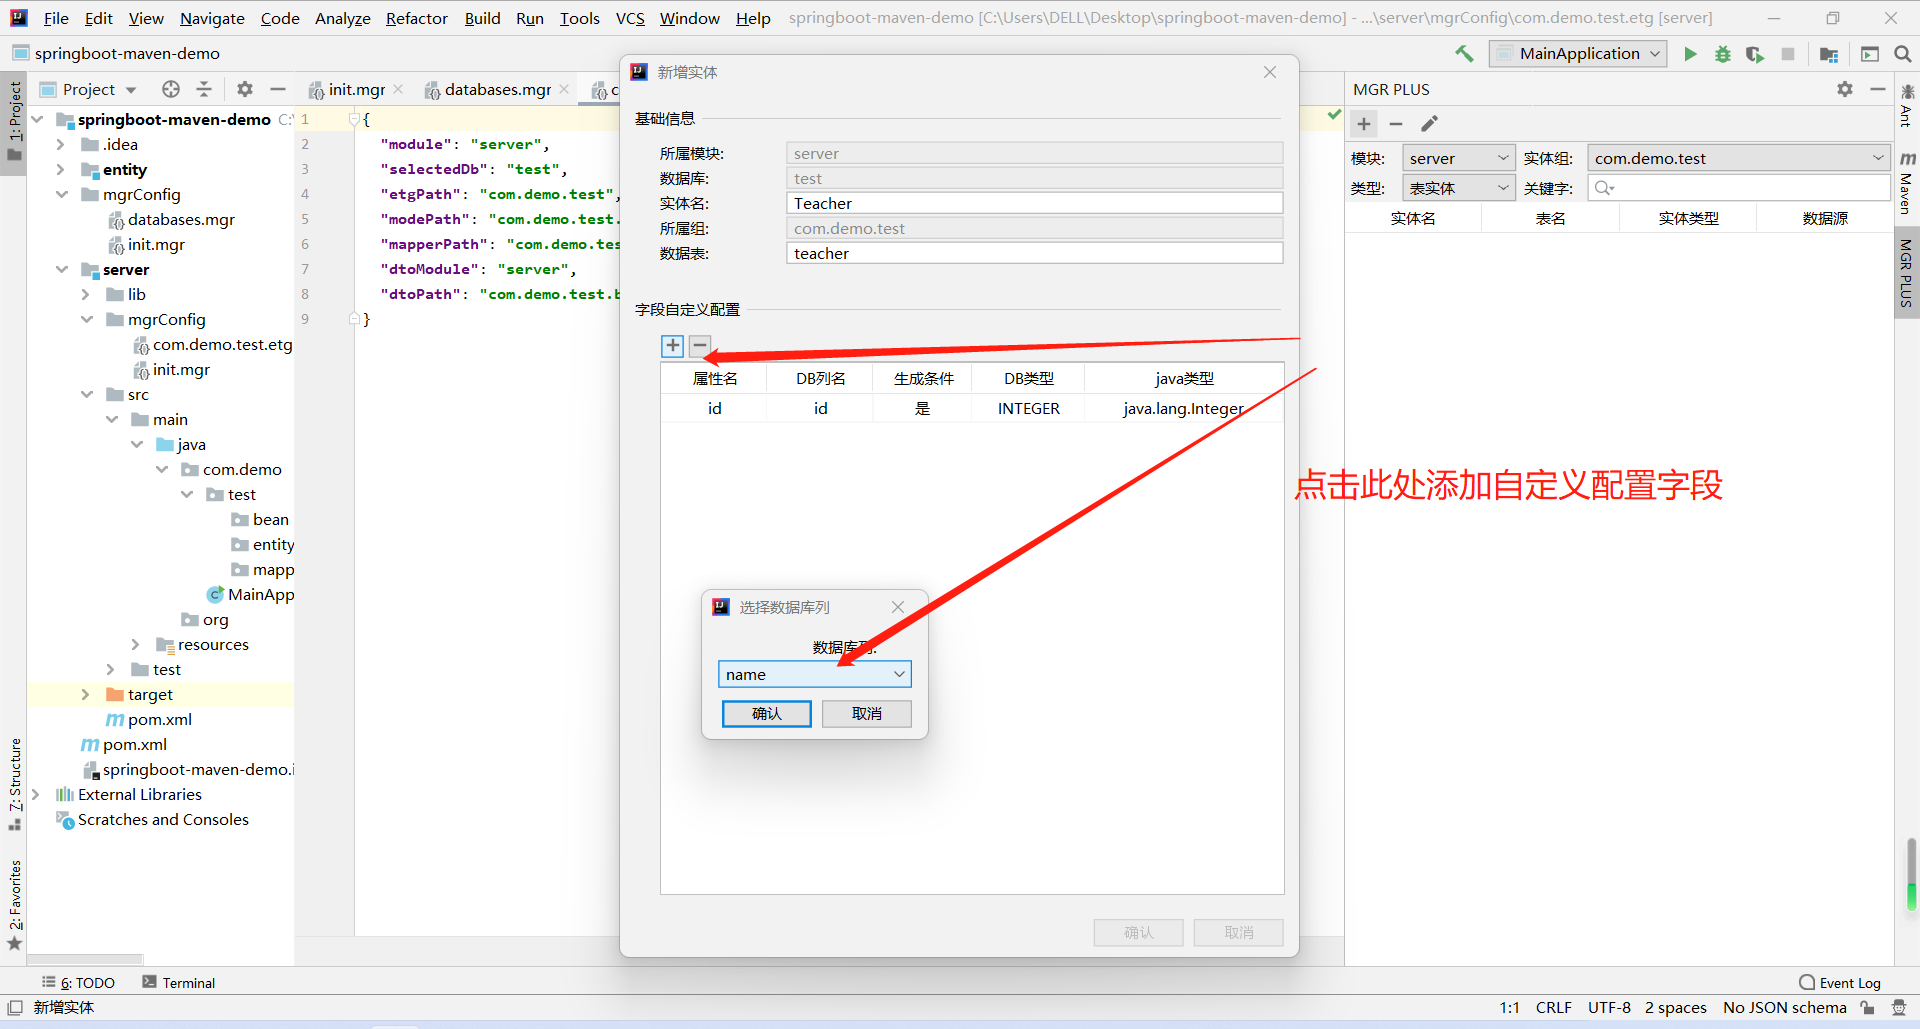 File Edit View Navigate Code Analyze Refactor Build Run Tools VCS Window Help springboot-maven-demo [C:\Users\DELL\Desktop\springboot-maven-demo] - ...\server\mgrConfig\com.demo.test.etg [server]
springboot-maven-demo
MainApplication
1: Project
Project
springboot-maven-demo C:\
.idea
entity
mgrConfig
databases.mgr
init.mgr
server
lib
mgrConfig
com.demo.test.etg
init.mgr
src
main
java
com.demo
test
bean
entity
mapp
MainApp
org
resources
test
target
pom.xml
pom.xml
springboot-maven-demo.i
External Libraries
Scratches and Consoles
7: Structure
2: Favorites
init.mgr
databases.mgr
c
1 {
2 "module": "server",
3 "selectedDb": "test",
4 "etgPath": "com.demo.test",
5 "modePath": "com.demo.test.
6 "mapperPath": "com.demo.tes
7 "dtoModule": "server",
8 "dtoPath": "com.demo.test.b
9 }
新增实体
基础信息
所属模块: server
数据库: test
实体名: Teacher
所属组: com.demo.test
数据表: teacher
字段自定义配置
属性名 DB列名 生成条件 DB类型 java类型
id id 是 INTEGER java.lang.Integer
选择数据库列
数据库列:
name
确认 取消
确认 取消
点击此处添加自定义配置字段
MGR PLUS
模块: server 实体组: com.demo.test
类型: 表实体 关键字:
实体名 表名 实体类型 数据源
Ant
Maven
MGR PLUS
6: TODO Terminal Event Log
新增实体 1:1 CRLF UTF-8 2 spaces No JSON schema